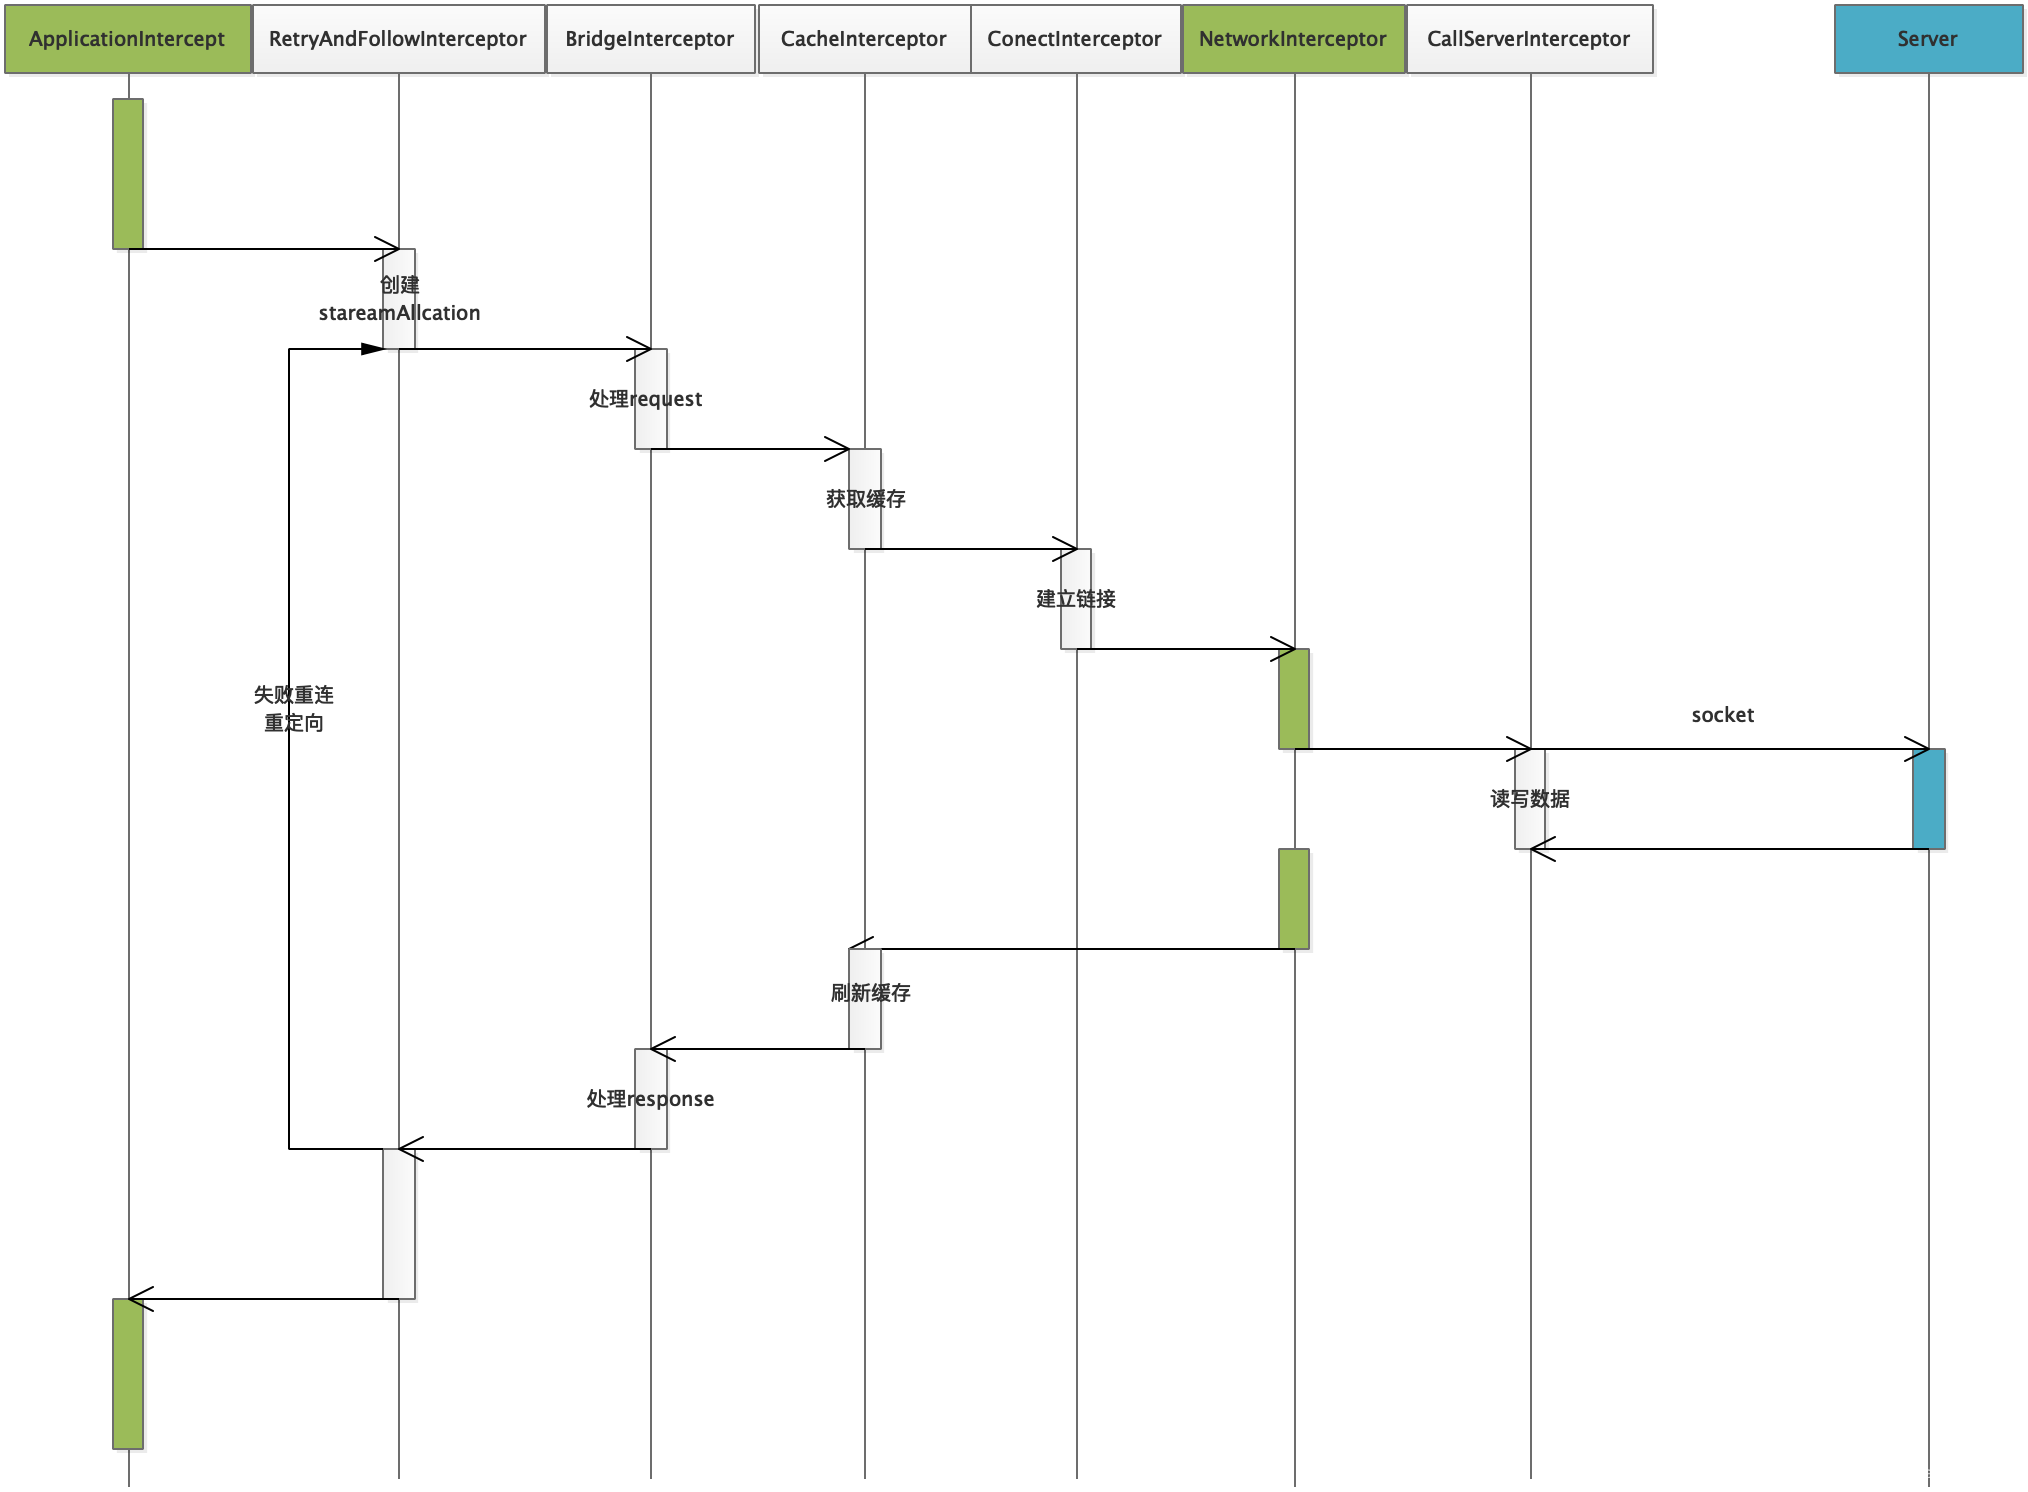 ApplicationIntercept
RetryAndFollowInterceptor
BridgeInterceptor
CacheInterceptor
ConectInterceptor
NetworkInterceptor
CallServerInterceptor
Server
创建
stareamAllcation
处理request
获取缓存
建立链接
失败重连
重定向
socket
读写数据
刷新缓存
处理response